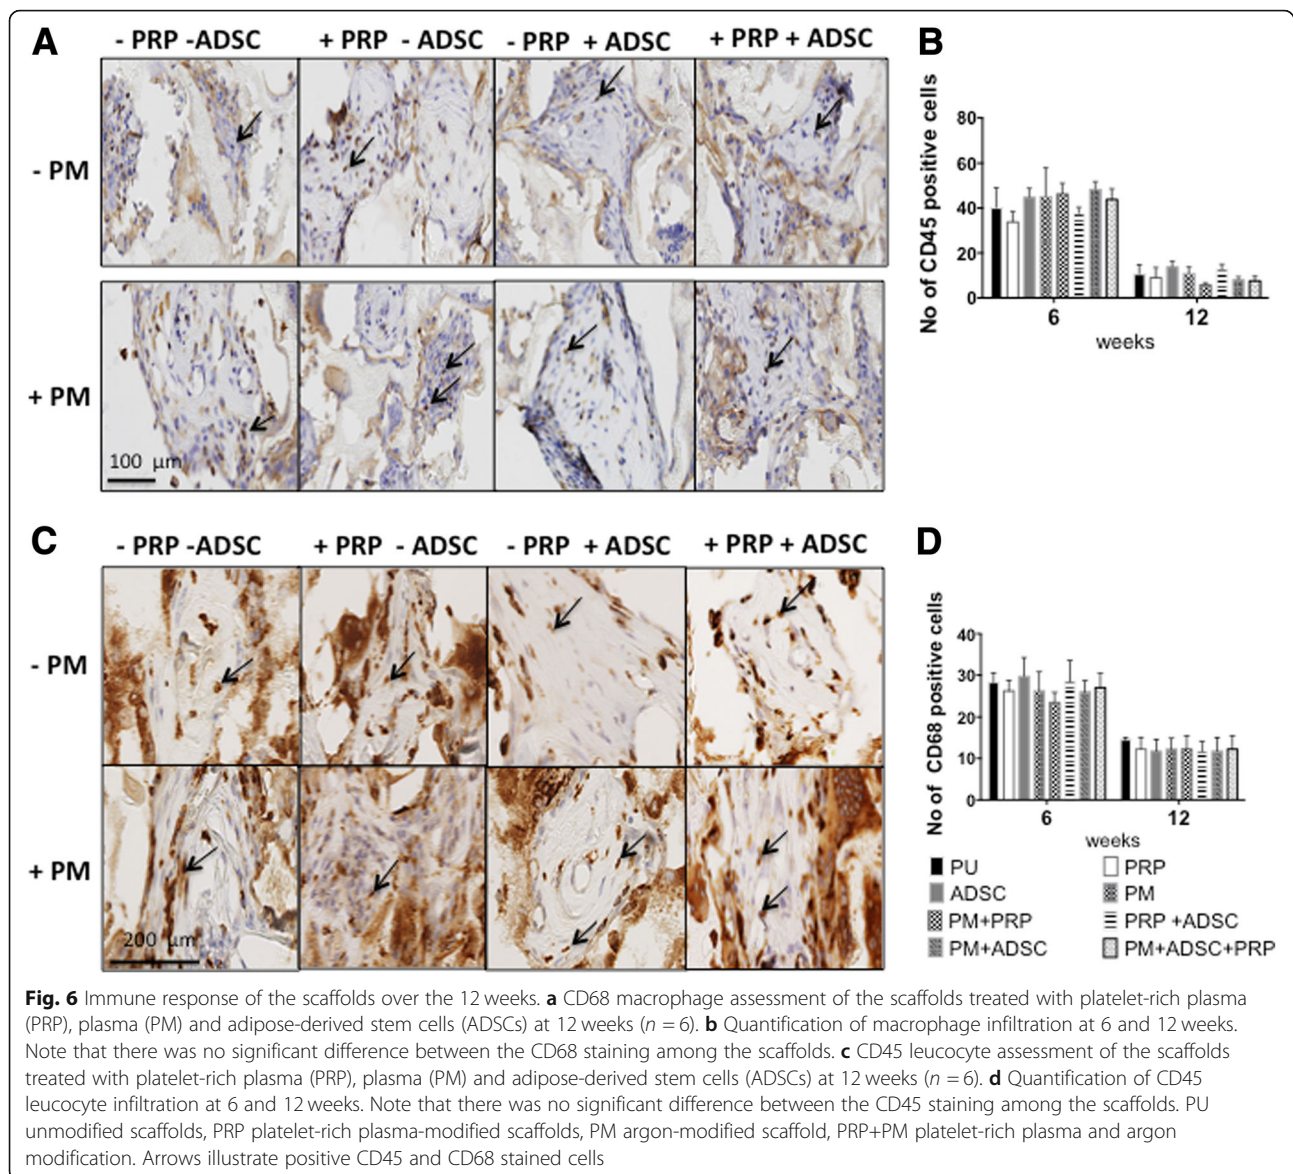 A
- PRP -ADSC
+ PRP - ADSC
- PRP + ADSC
+ PRP + ADSC
- PM
+ PM
100 µm
B
No of CD45 positive cells
80
60
40
20
0
6
12
weeks
C
- PRP -ADSC
+ PRP - ADSC
- PRP + ADSC
+ PRP + ADSC
- PM
+ PM
200 µm
D
No of CD68 positive cells
40
30
20
10
0
6
12
weeks
PU
PRP
ADSC
PM
PM+PRP
PRP +ADSC
PM+ADSC
PM+ADSC+PRP
Fig. 6 Immune response of the scaffolds over the 12 weeks. a CD68 macrophage assessment of the scaffolds treated with platelet-rich plasma
(PRP), plasma (PM) and adipose-derived stem cells (ADSCs) at 12 weeks (n = 6). b Quantification of macrophage infiltration at 6 and 12 weeks.
Note that there was no significant difference between the CD68 staining among the scaffolds. c CD45 leucocyte assessment of the scaffolds
treated with platelet-rich plasma (PRP), plasma (PM) and adipose-derived stem cells (ADSCs) at 12 weeks (n = 6). d Quantification of CD45
leucocyte infiltration at 6 and 12 weeks. Note that there was no significant difference between the CD45 staining among the scaffolds. PU
unmodified scaffolds, PRP platelet-rich plasma-modified scaffolds, PM argon-modified scaffold, PRP+PM platelet-rich plasma and argon
modification. Arrows illustrate positive CD45 and CD68 stained cells